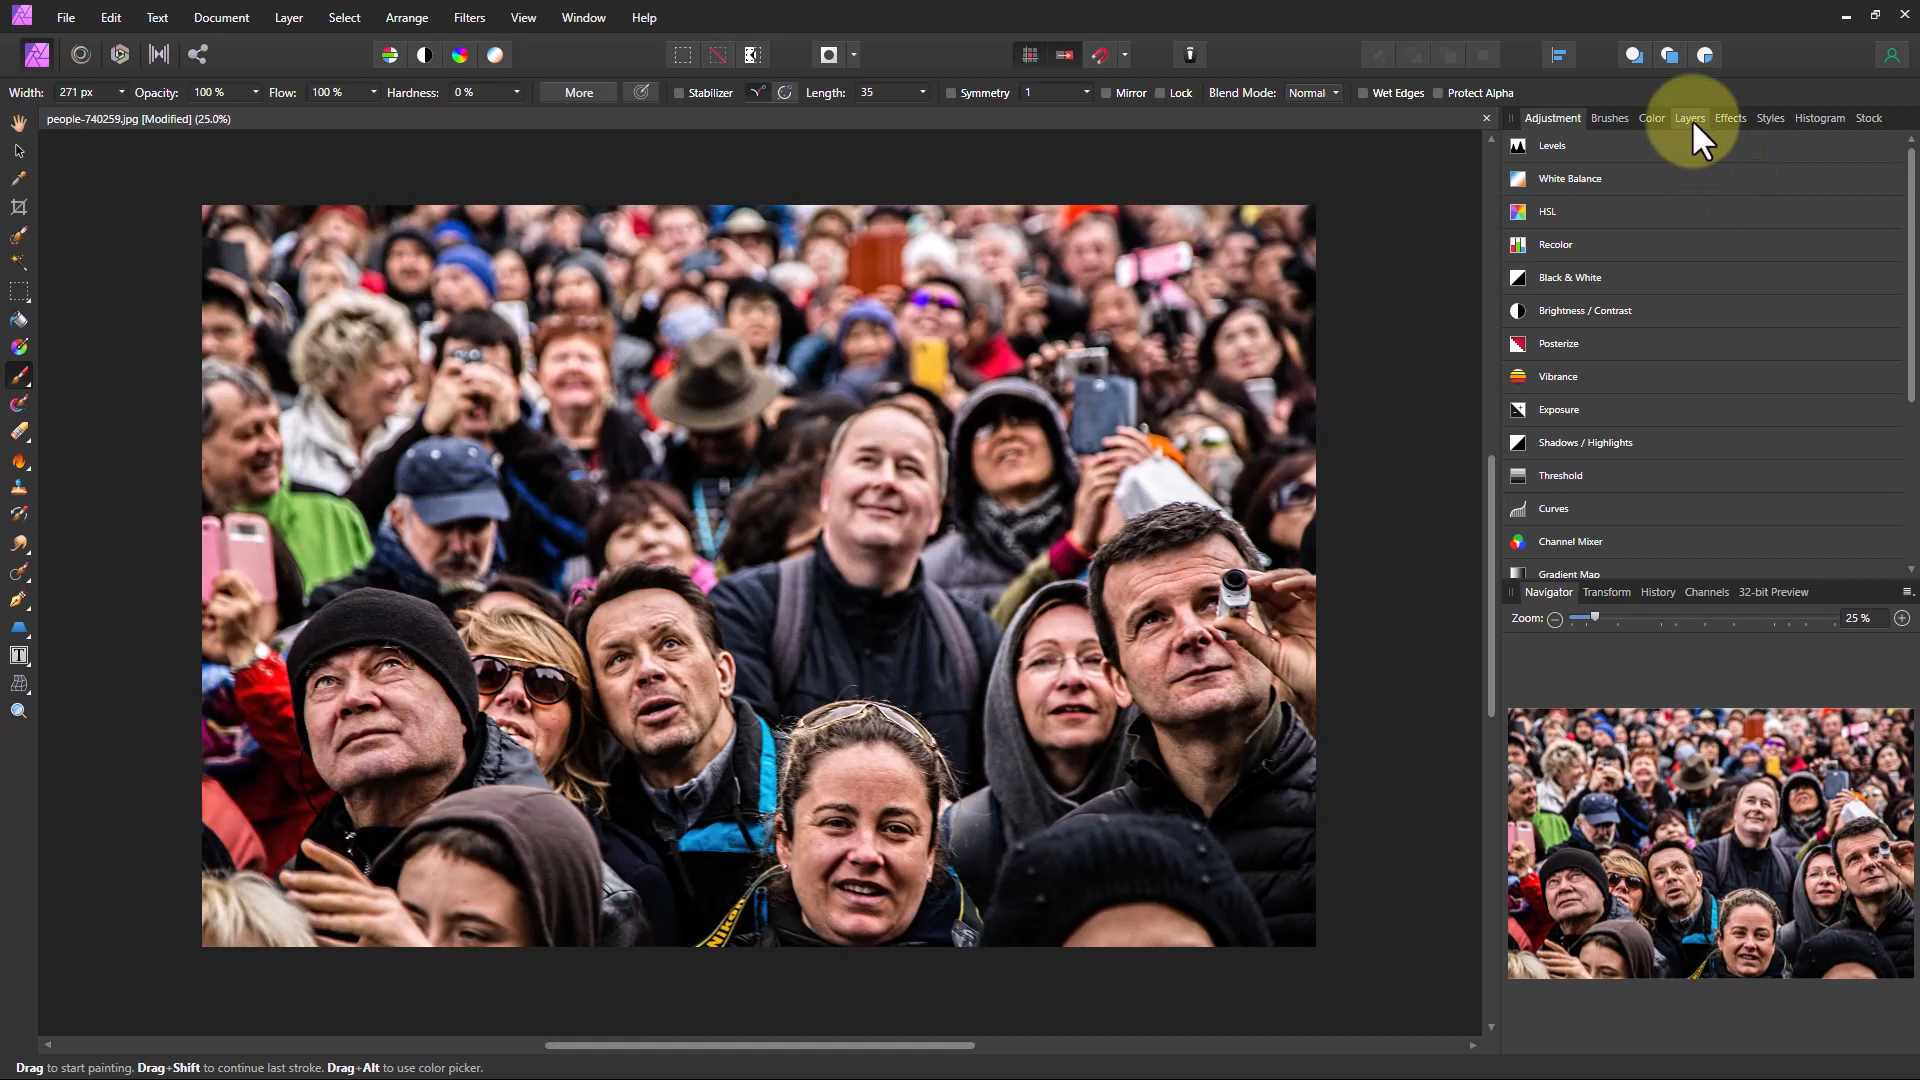 File Edit Text Document Layer Select Arrange Filters View Window Help
Width: 271 px Opacity: 100 % Flow: 100 % Hardness: 0 % More Stabilizer Length: 35 Symmetry 1 Mirror Lock Blend Mode: Normal Wet Edges Protect Alpha
people-740259.jpg [Modified] (25.0%)
Adjustment Brushes Color Layers Effects Styles Histogram Stock
Levels
White Balance
HSL
Recolor
Black & White
Brightness / Contrast
Posterize
Vibrance
Exposure
Shadows / Highlights
Threshold
Curves
Channel Mixer
Gradient Map
Navigator Transform History Channels 32-bit Preview
Zoom: 25 %
NIKON
Drag to start painting. Drag+Shift to continue last stroke. Drag+Alt to use color picker.